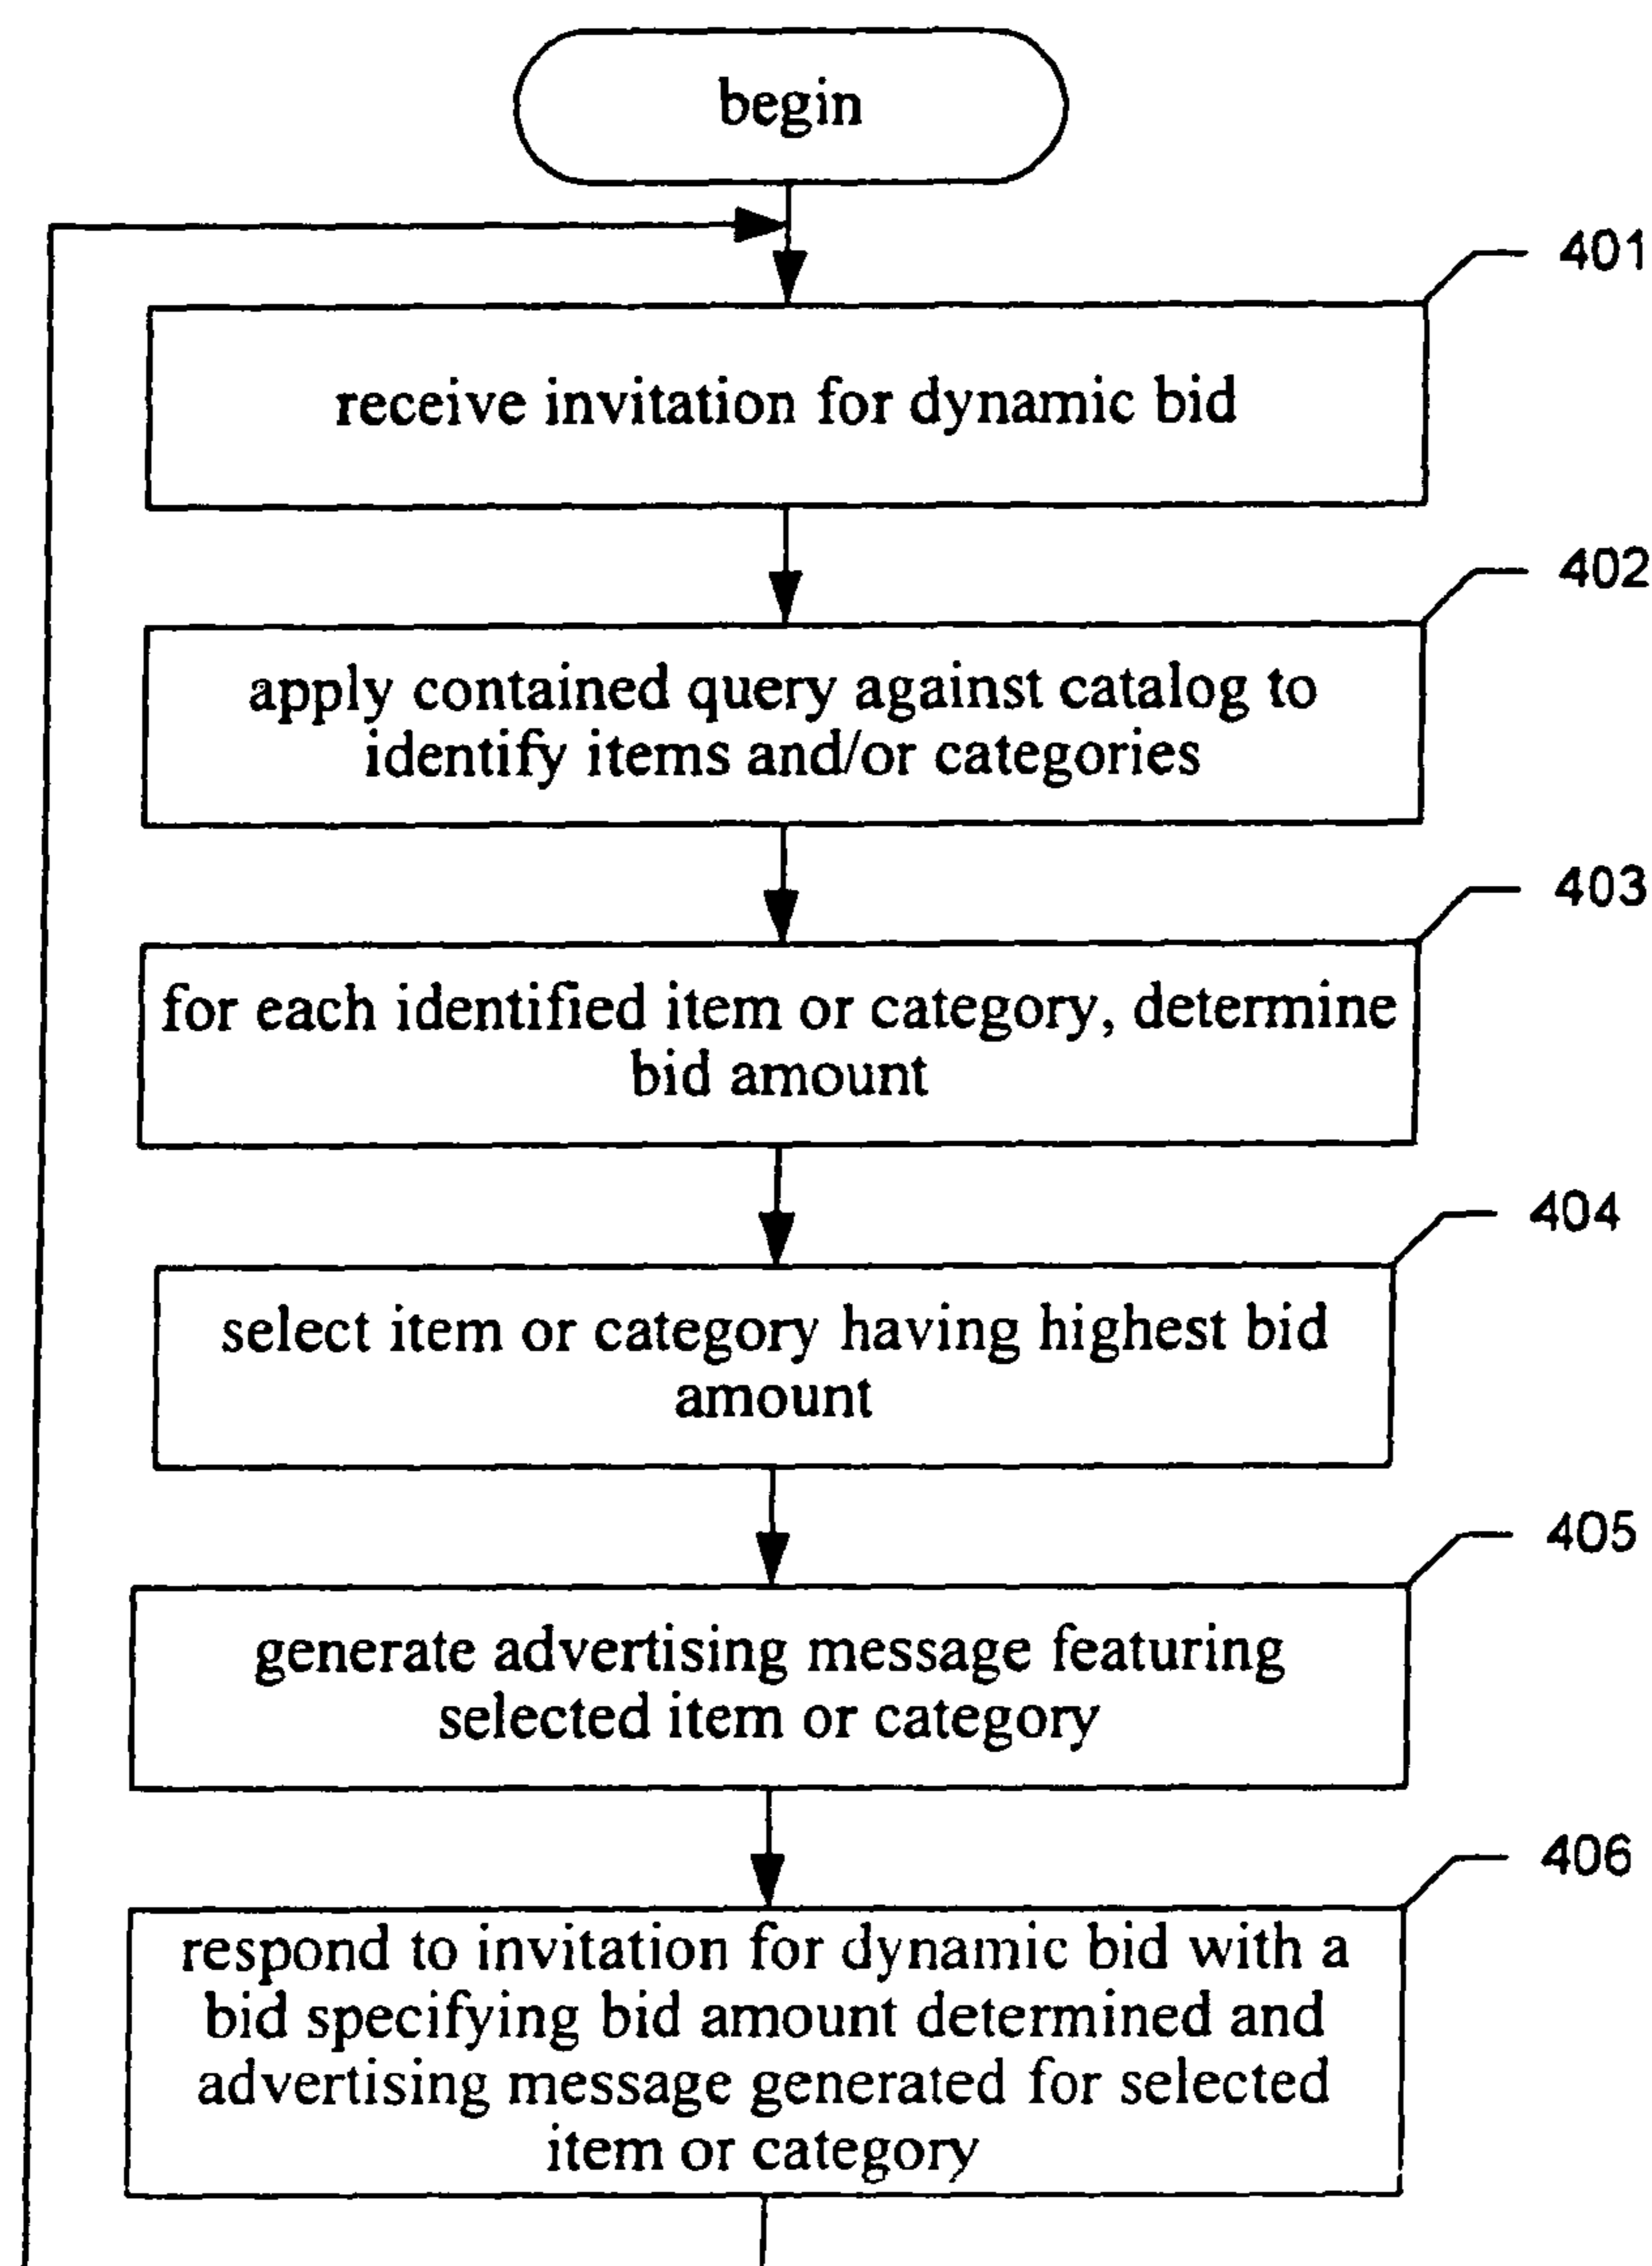 begin
401
receive invitation for dynamic bid
402
apply contained query against catalog to
identify items and/or categories
403
for each identified item or category, determine
bid amount
404
select item or category having highest bid
amount
405
generate advertising message featuring
selected item or category
406
respond to invitation for dynamic bid with a
bid specifying bid amount determined and
advertising message generated for selected
item or category